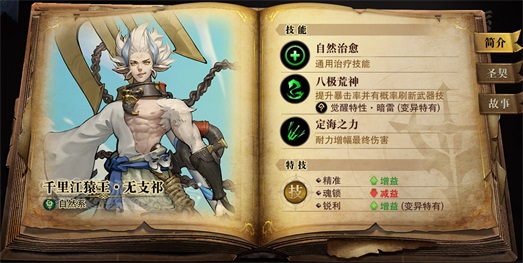 千里江猿王·无支祁
自然系
技能
自然治愈
通用治疗技能
八极荒神
提升暴击率并有概率刷新武器技
觉醒特性·暗雷(变异特有)
定海之力
耐力增幅最终伤害
特技
技
精准 增益
魂锁 减益
锐利 增益(变异特有)
简介
圣契
故事